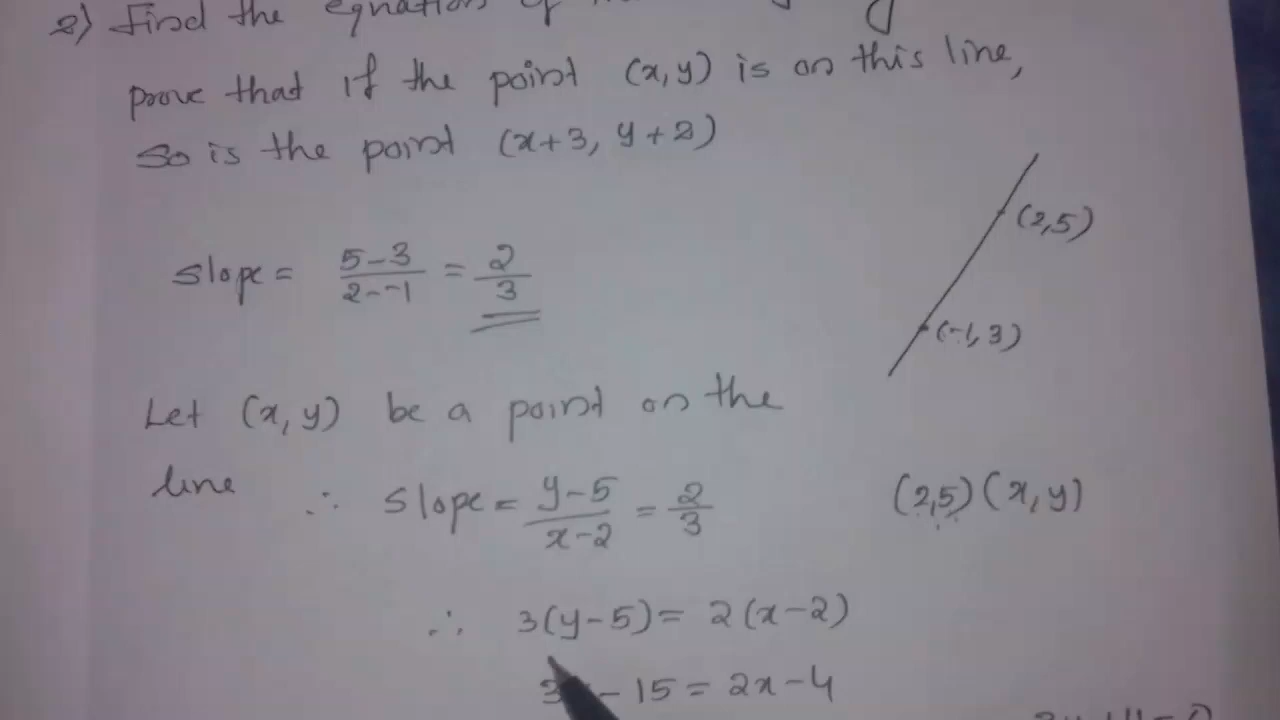 2) Find the equation of
prove that if the point (x, y) is on this line,
So is the point (x+3, y+2)
Slope = 5-3/2--1 = 2/3
(2,5)
(-1,3)
Let (x, y) be a point on the
line ∴ Slope = y-5/x-2 = 2/3
(2,5) (x, y)
∴ 3(y-5) = 2(x-2)
- 15 = 2x-4